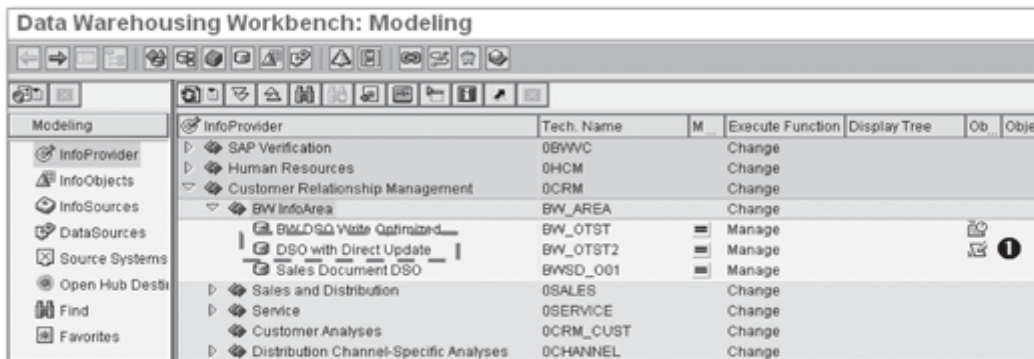 Data Warehousing Workbench: Modeling
Modeling
InfoProvider
InfoObjects
InfoSources
DataSources
Source Systems
Open Hub Desti
Find
Favorites
InfoProvider Tech. Name M... Execute Function Display Tree Ob... Obje
SAP Verification 0BWVC Change
Human Resources 0HCM Change
Customer Relationship Management 0CRM Change
BW InfoArea BW_AREA Change
BW DSO Write Optimized BW_OTST Manage
DSO with Direct Update BW_OTST2 Manage 1
Sales Document DSO BWSD_001 Manage
Sales and Distribution 0SALES Change
Service 0SERVICE Change
Customer Analyses 0CRM_CUST Change
Distribution Channel-Specific Analyses 0CHANNEL Change